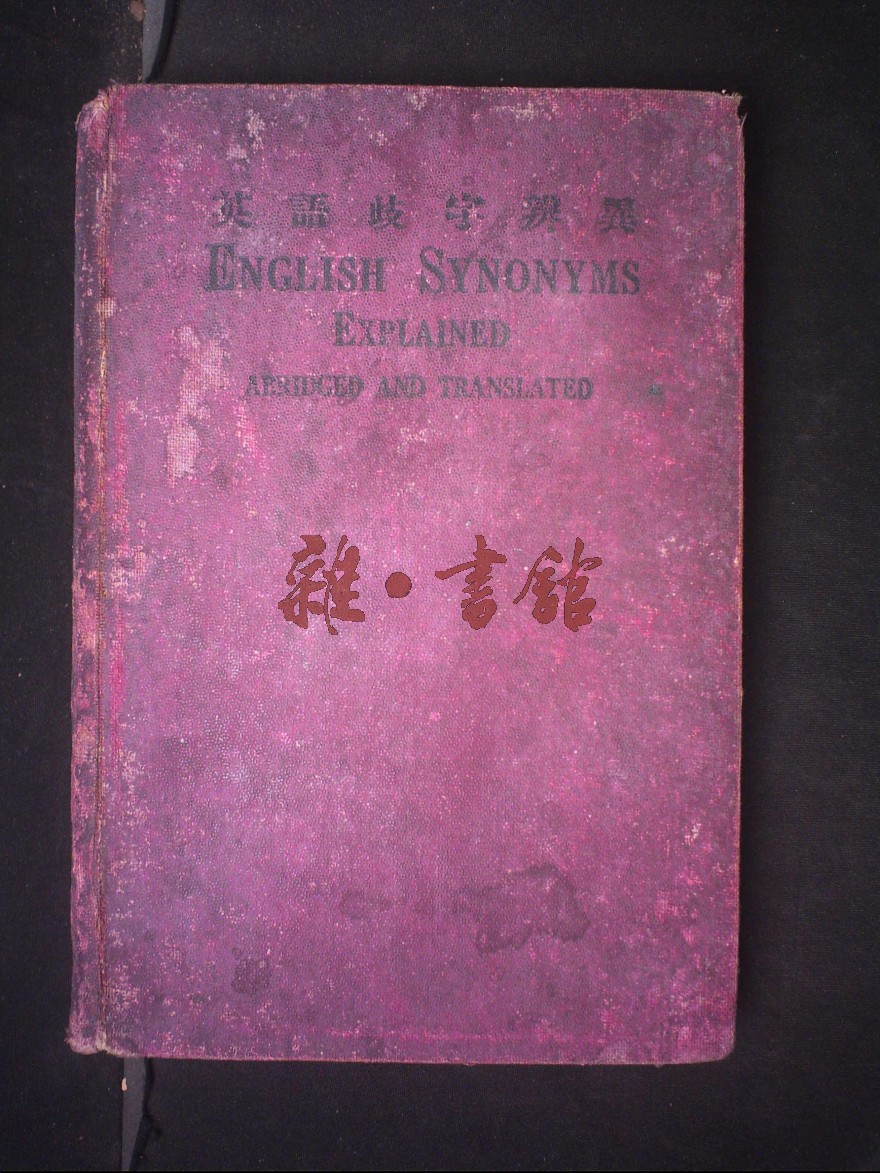 英語歧字辨異
ENGLISH SYNONYMS
EXPLAINED
ABRIDGED AND TRANSLATED
雜·書館